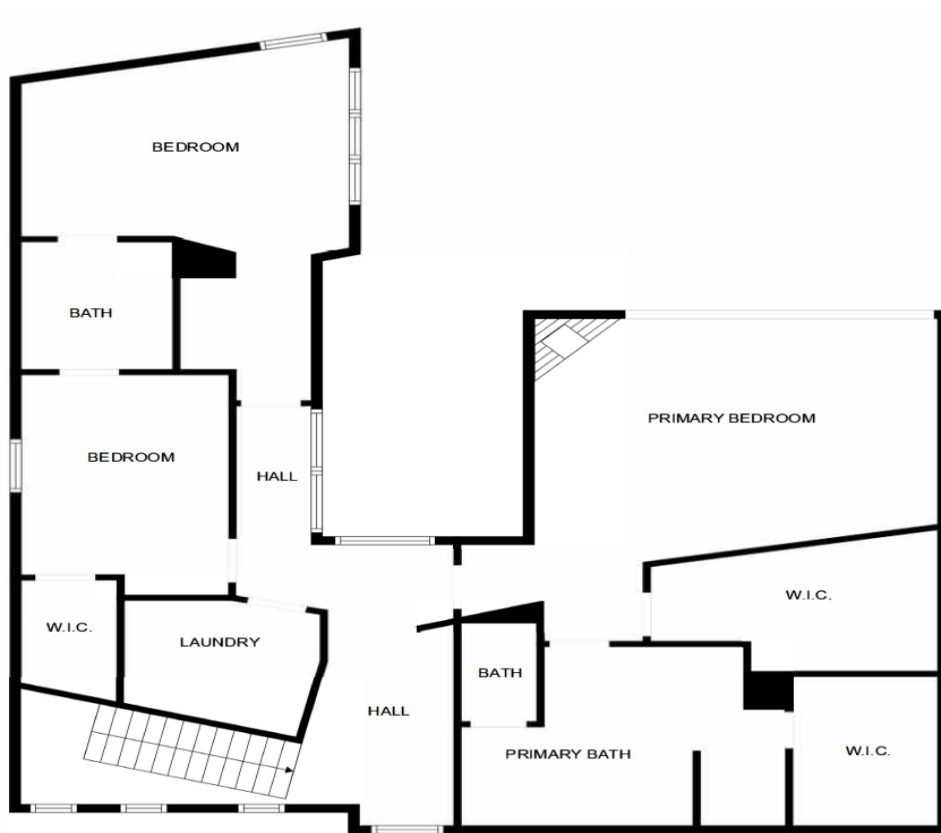 BEDROOM
BATH
PRIMARY BEDROOM
BEDROOM
HALL
W.I.C.
W.I.C.
LAUNDRY
BATH
HALL
PRIMARY BATH
W.I.C.